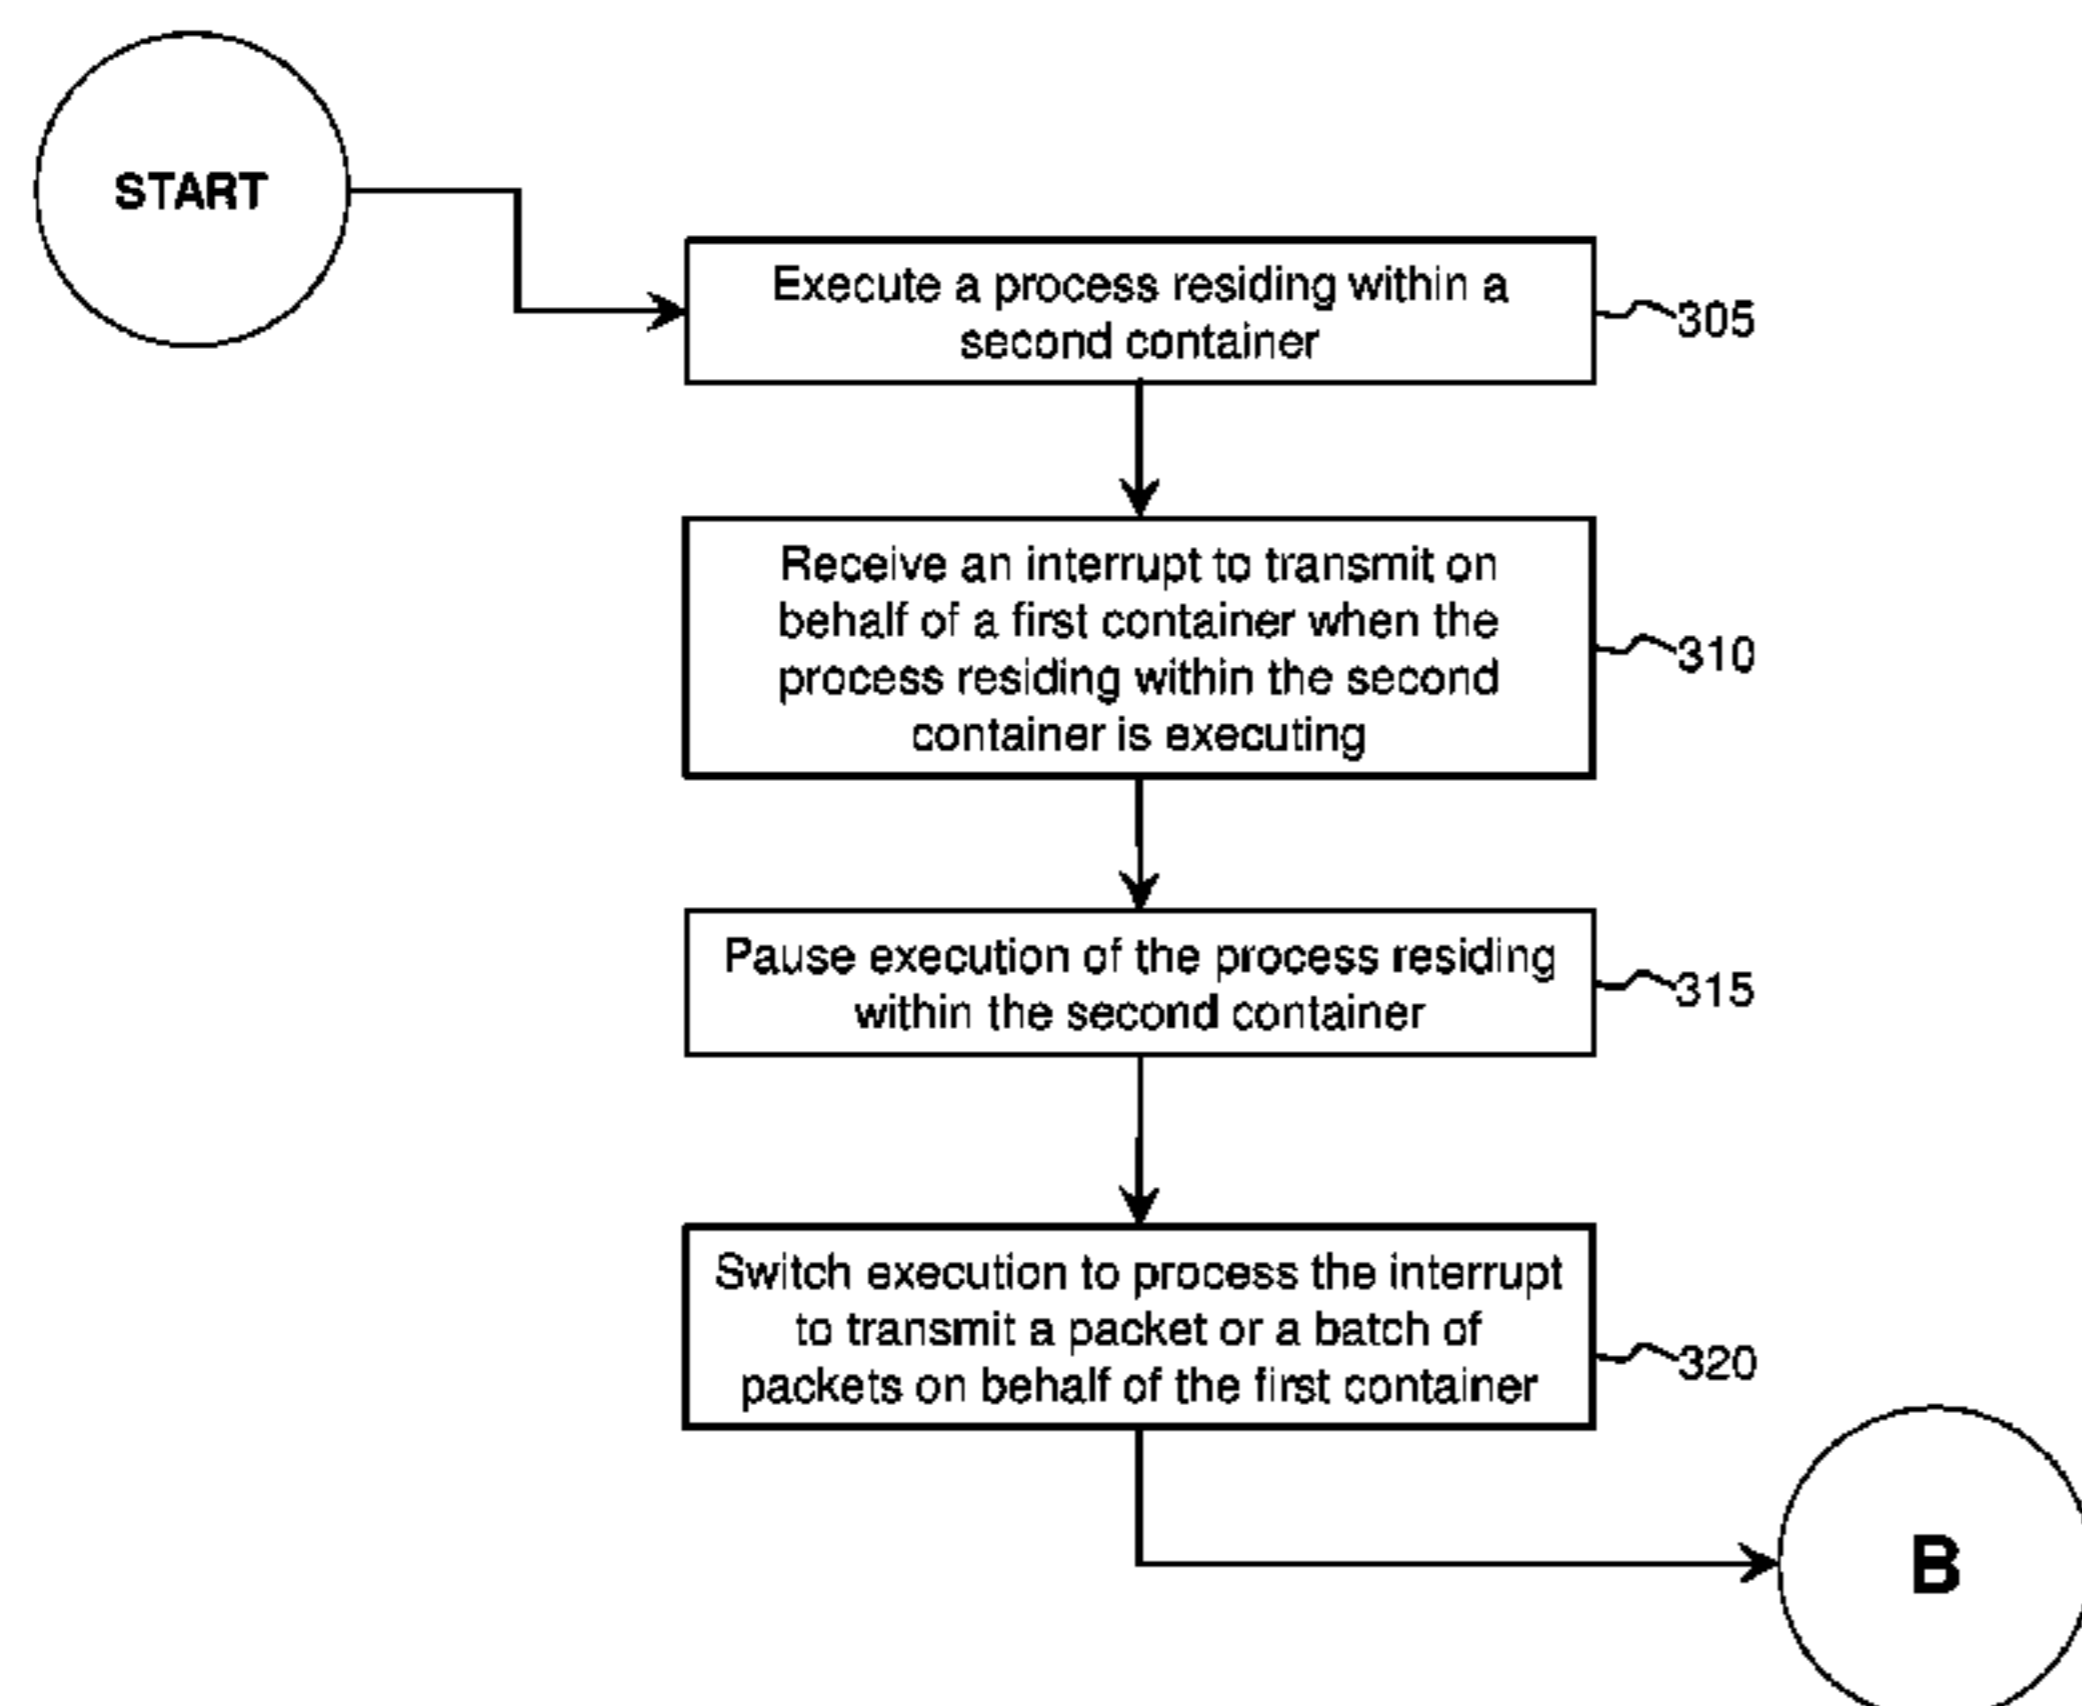 START
Execute a process residing within a
second container
305
Receive an interrupt to transmit on
behalf of a first container when the
process residing within the second
container is executing
310
Pause execution of the process residing
within the second container
315
Switch execution to process the interrupt
to transmit a packet or a batch of
packets on behalf of the first container
320
B